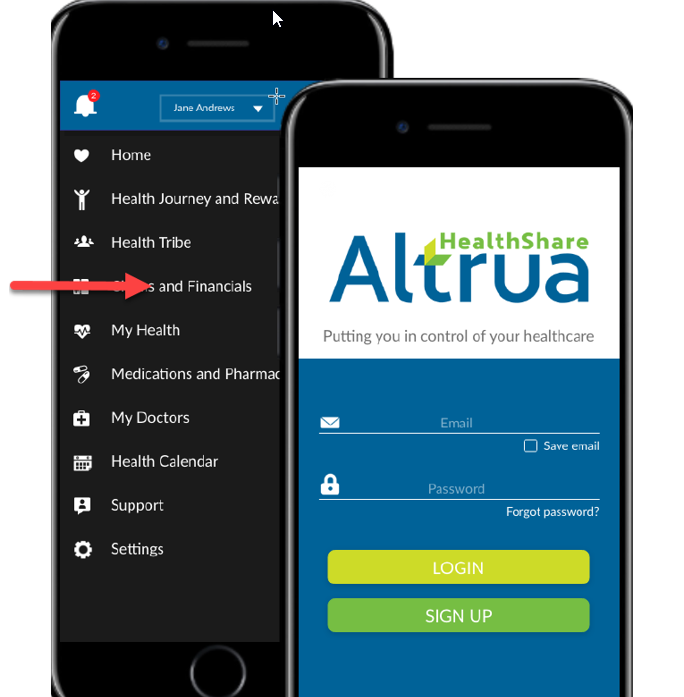 2
Jane Andrews
Home
Health Journey and Rewa
Health Tribe
and Financials
My Health
Medications and Pharmac
My Doctors
Health Calendar
Support
Settings
HealthShare
Altrua
Putting you in control of your healthcare
Email
Save email
Password
Forgot password?
LOGIN
SIGN UP